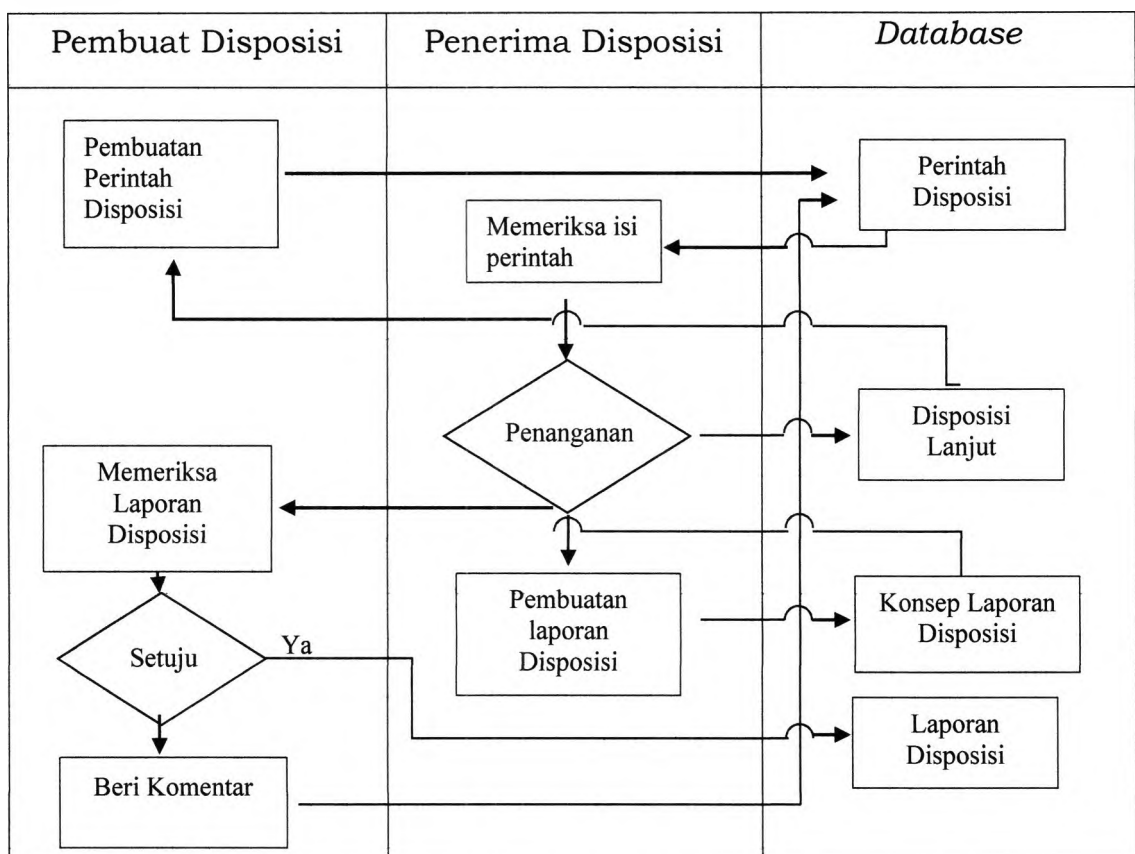 Pembuat Disposisi
Penerima Disposisi
Database
Pembuatan
Perintah
Disposisi
Perintah
Disposisi
Memeriksa isi
perintah
Penanganan
Disposisi
Lanjut
Memeriksa
Laporan
Disposisi
Pembuatan
laporan
Disposisi
Konsep Laporan
Disposisi
Setuju
Ya
Laporan
Disposisi
Beri Komentar